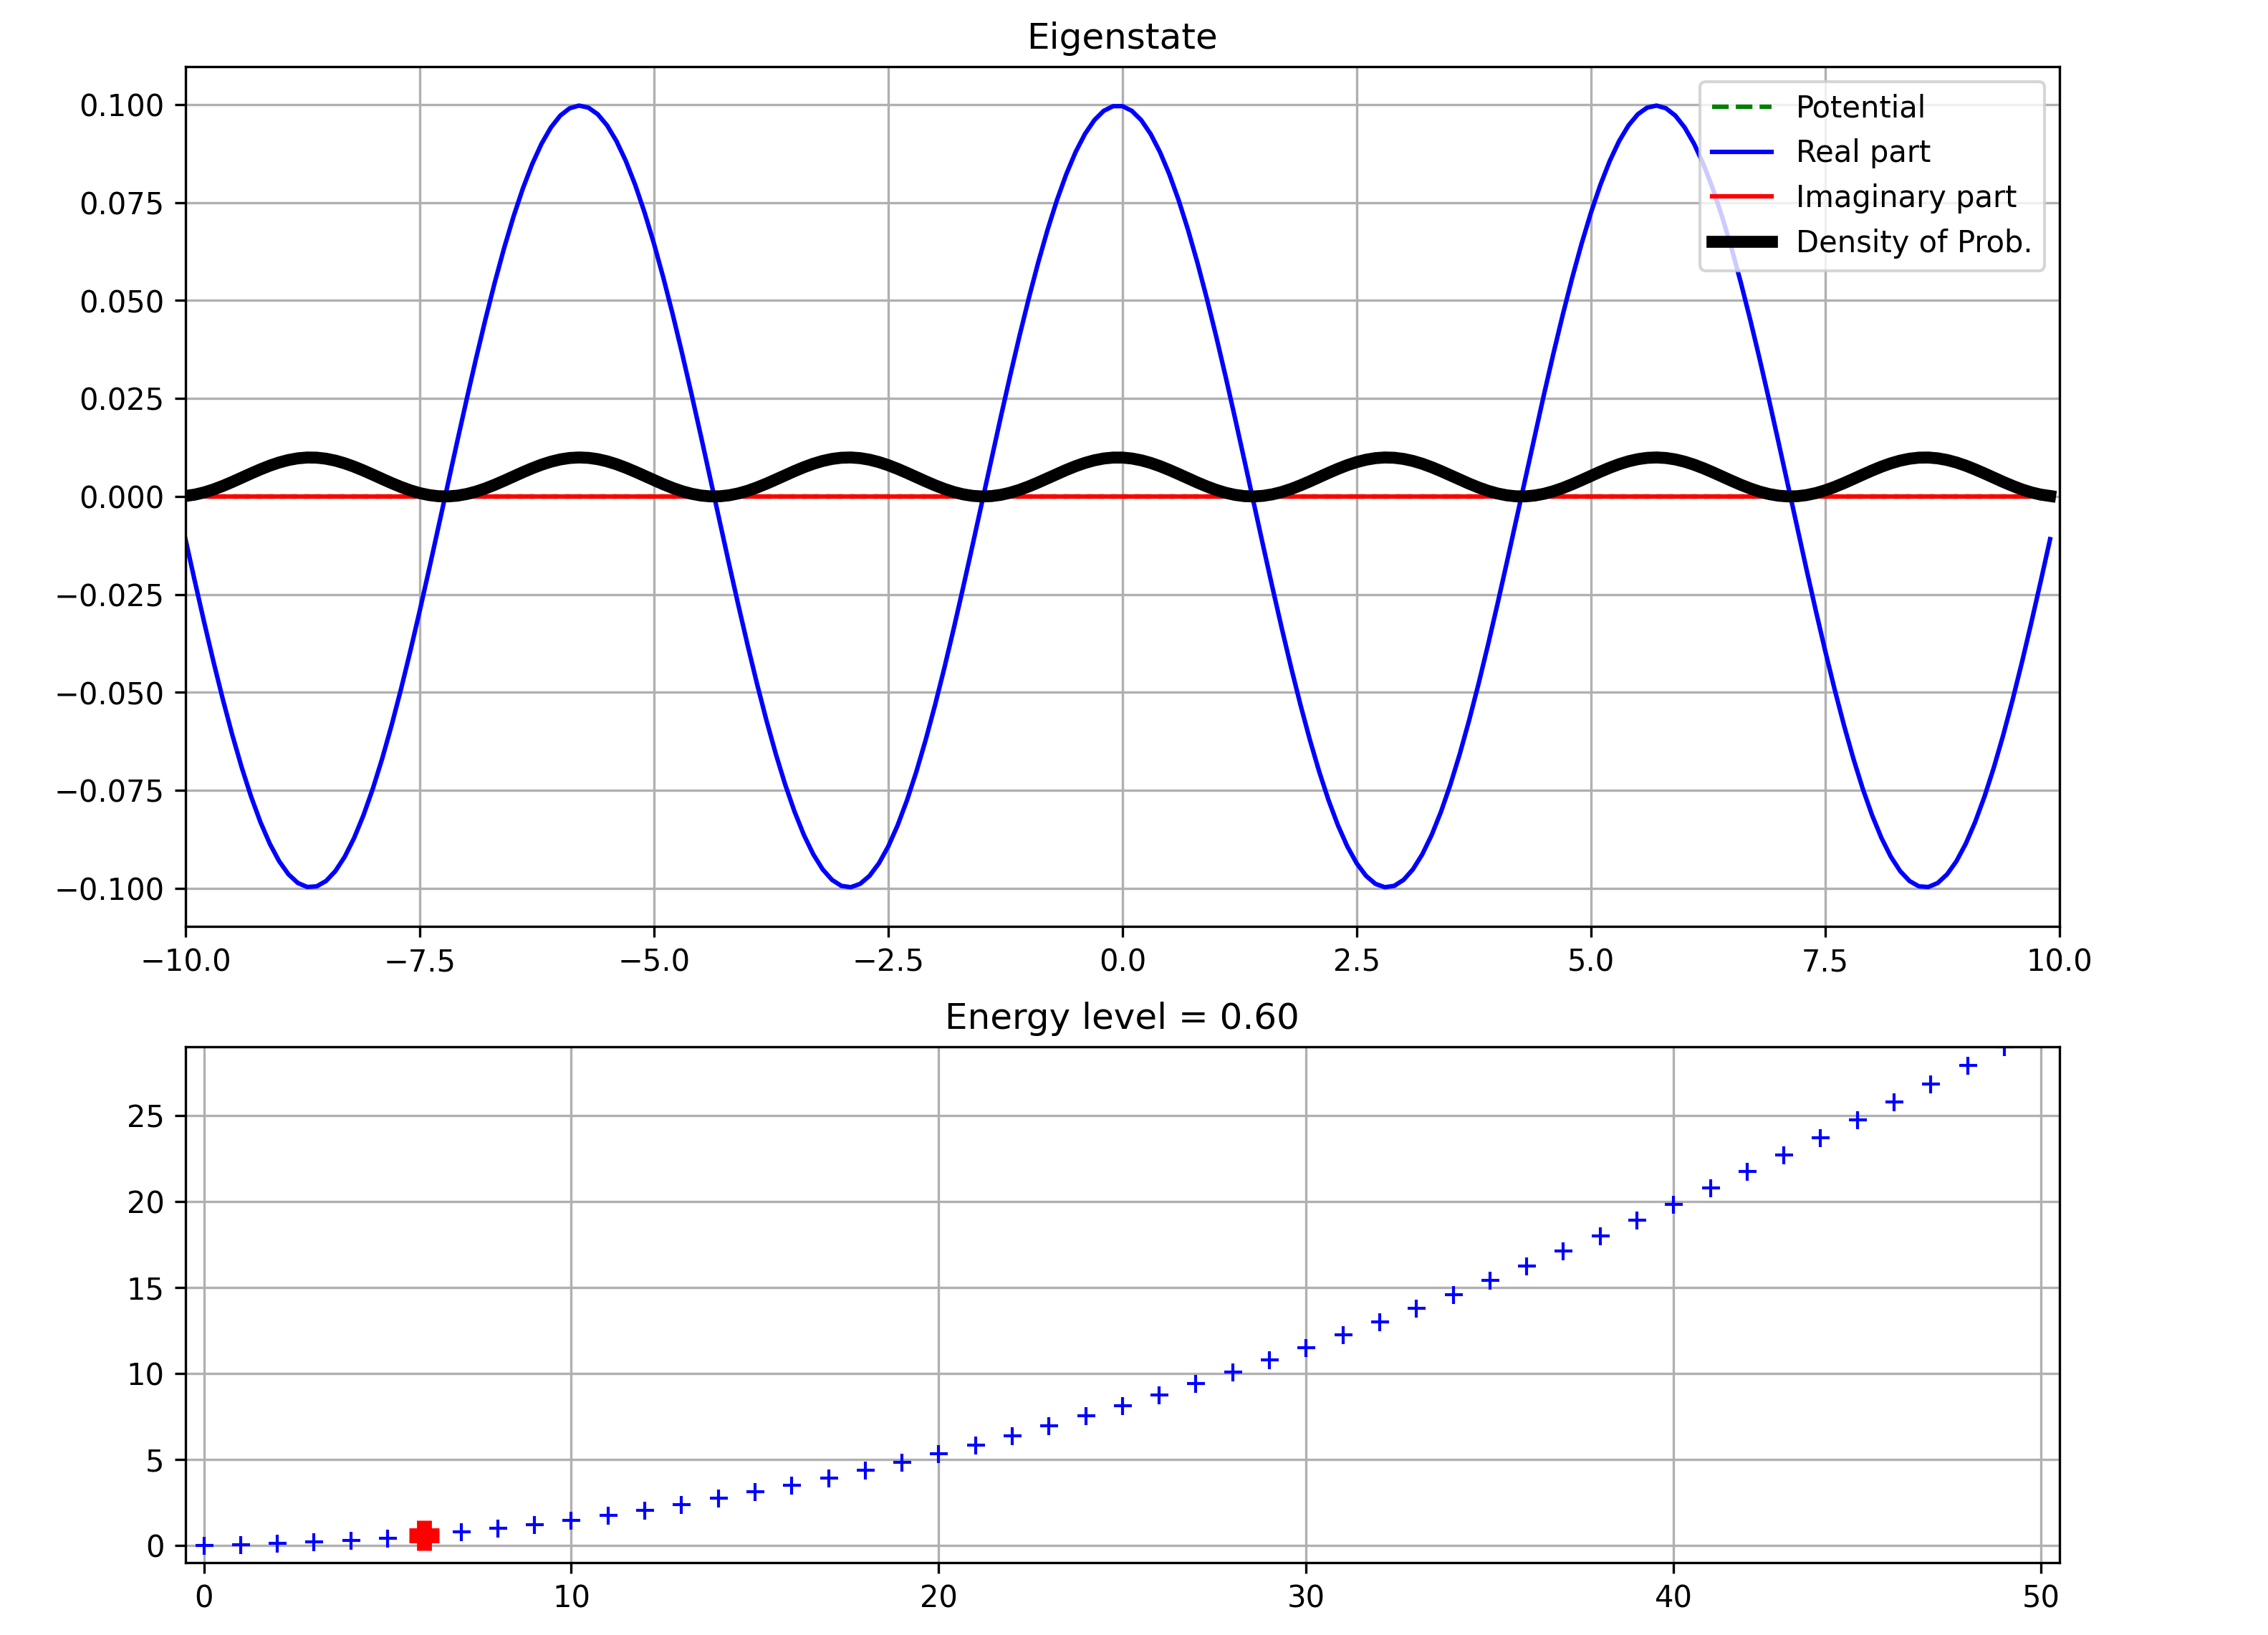 Eigenstate
0.100
0.075
0.050
0.025
0.000
−0.025
−0.050
−0.075
−0.100
Potential
Real part
Imaginary part
Density of Prob.
−10.0 −7.5 −5.0 −2.5 0.0 2.5 5.0 7.5 10.0
Energy level = 0.60
25
20
15
10
5
0
0 10 20 30 40 50